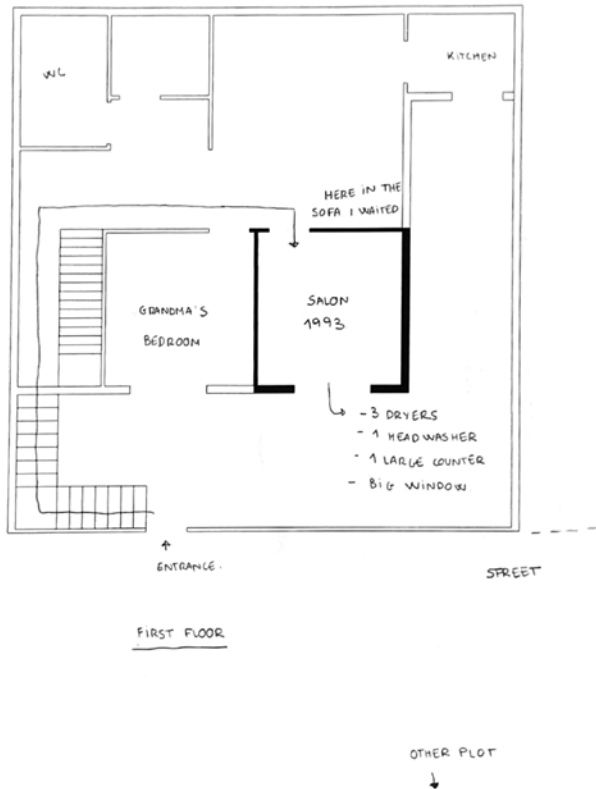 WC
KITCHEN
HERE IN THE
SOFA I WAITED
GRANDMA'S
BEDROOM
SALON
1993
- 3 DRYERS
- 1 HEADWASHER
- 1 LARGE COUNTER
- BIG WINDOW
ENTRANCE.
STREET
FIRST FLOOR
OTHER PLOT